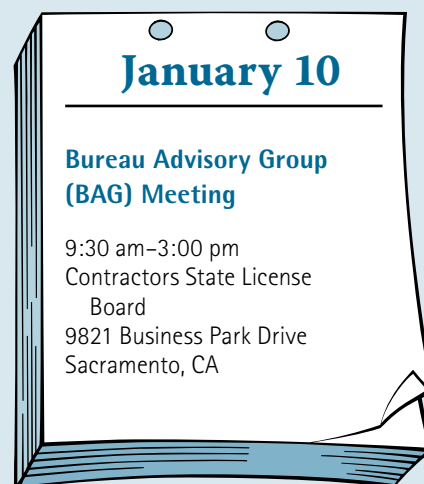 January 10
Bureau Advisory Group
(BAG) Meeting
9:30 am–3:00 pm
Contractors State License
Board
9821 Business Park Drive
Sacramento, CA